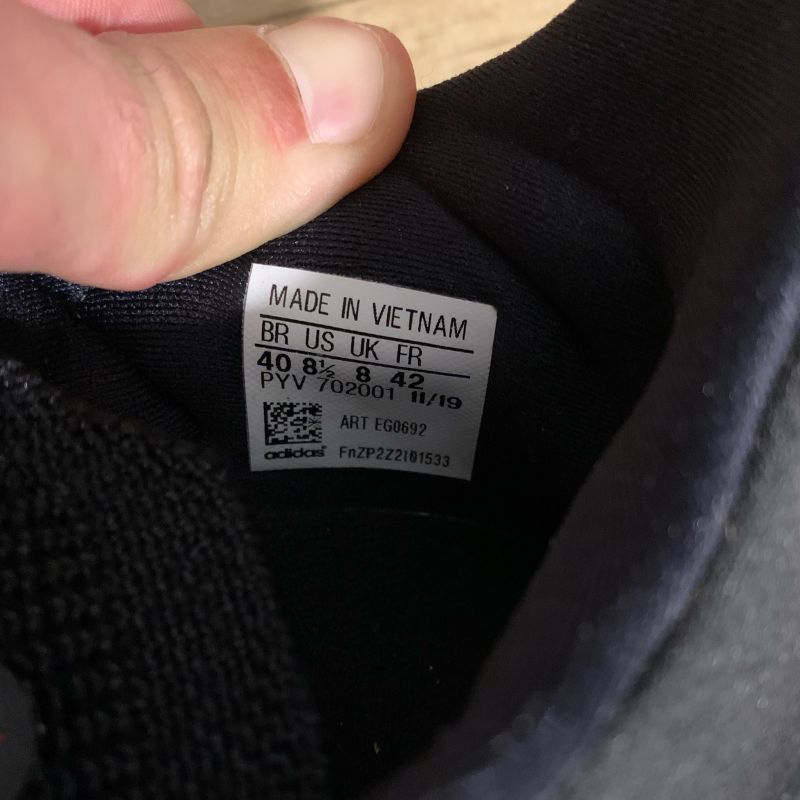 MADE IN VIETNAM
BR US UK FR
40 8½ 8 42
PYV 702001 11/19
ART EG0692
adidas FnZP2Z2I01533